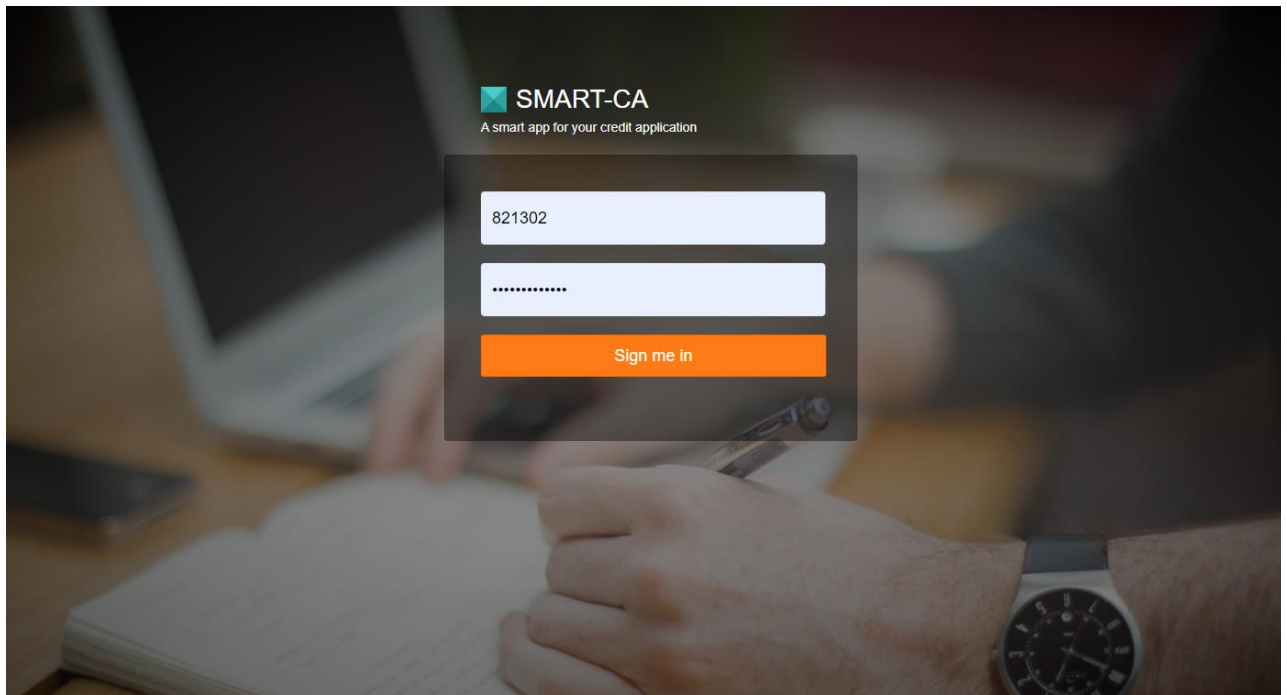 SMART-CA
A smart app for your credit application
821302
•••••••••••••
Sign me in